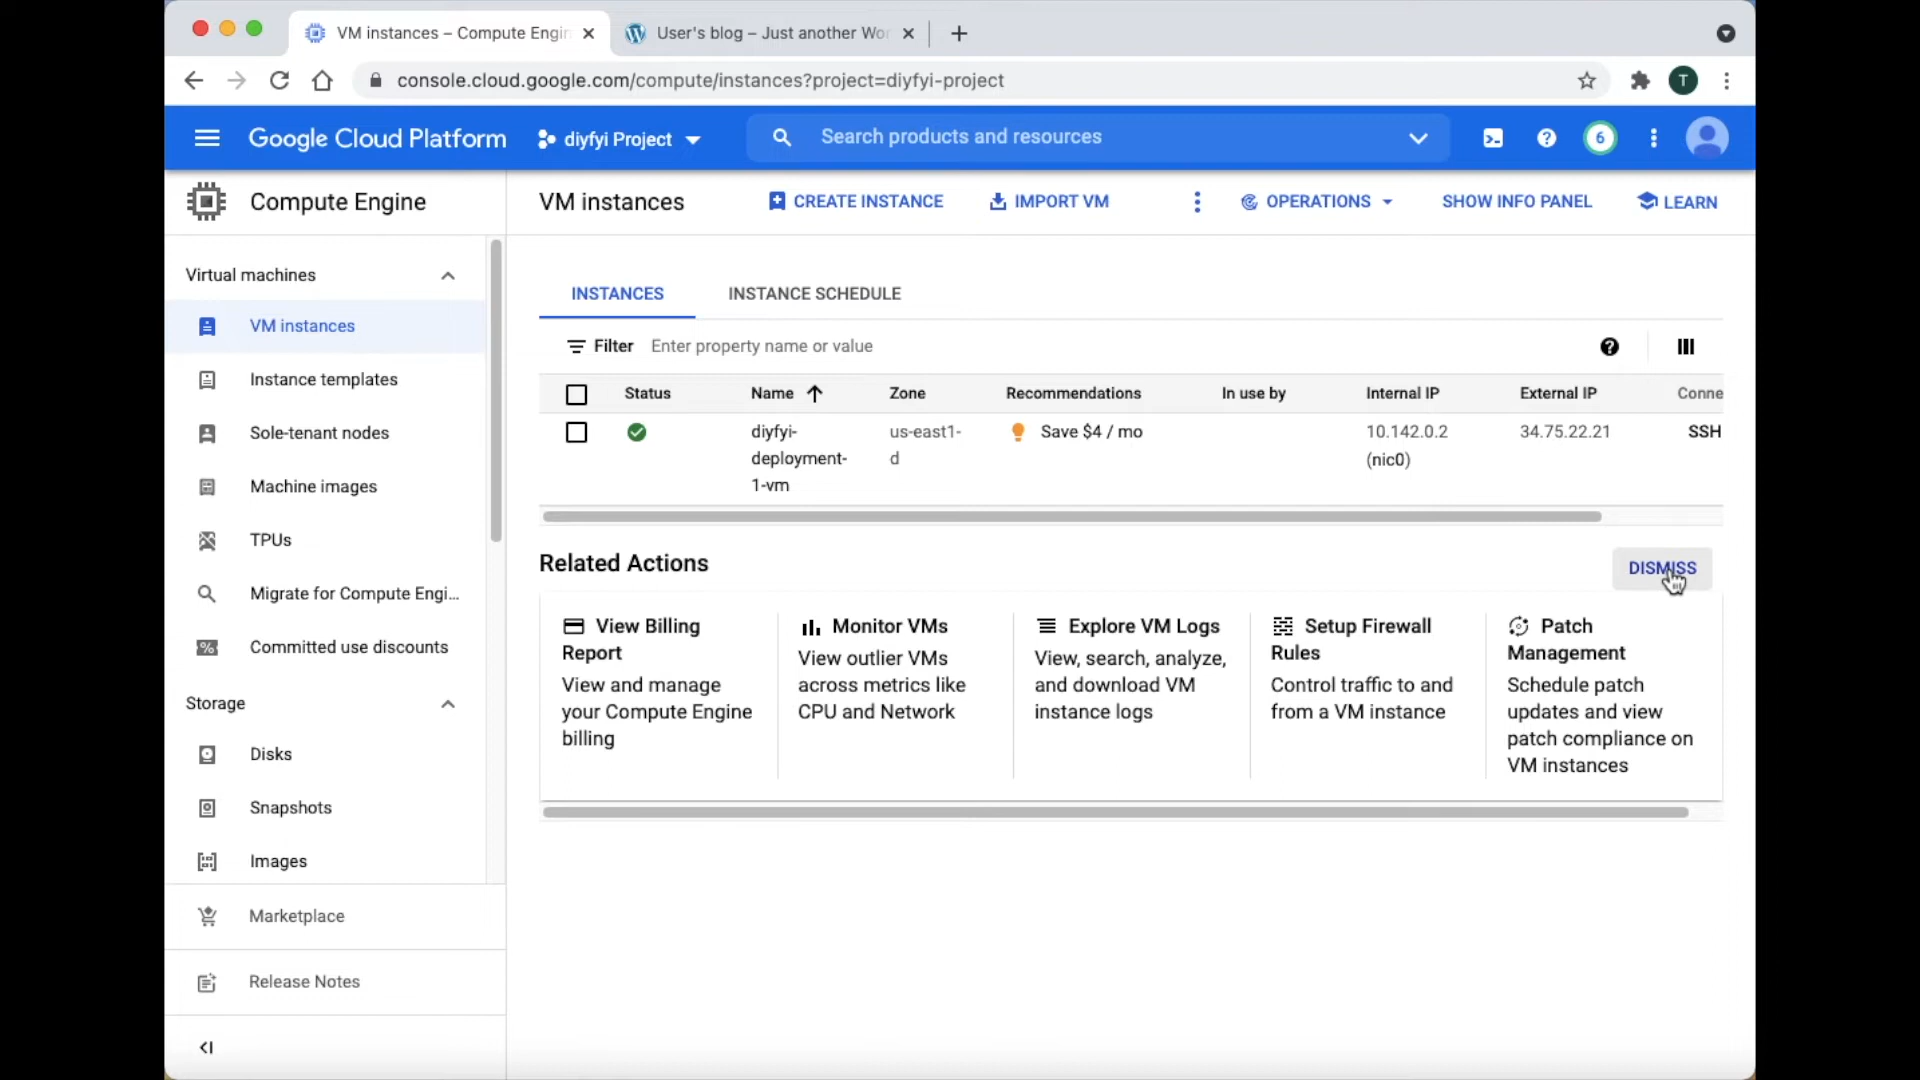 VM instances – Compute Engin
User's blog – Just another Wor
console.cloud.google.com/compute/instances?project=diyfyi-project
T
Google Cloud Platform
diyfyi Project
Search products and resources
6
Compute Engine
VM instances
CREATE INSTANCE
IMPORT VM
OPERATIONS
SHOW INFO PANEL
LEARN
Virtual machines
VM instances
Instance templates
Sole-tenant nodes
Machine images
TPUs
Migrate for Compute Engi...
Committed use discounts
Storage
Disks
Snapshots
Images
Marketplace
Release Notes
INSTANCES
INSTANCE SCHEDULE
Filter
Enter property name or value
Status
Name
Zone
Recommendations
In use by
Internal IP
External IP
Conne
diyfyi-
deployment-
1-vm
us-east1-
d
Save $4 / mo
10.142.0.2
(nic0)
34.75.22.21
SSH
Related Actions
DISMISS
View Billing
Report
View and manage
your Compute Engine
billing
Monitor VMs
View outlier VMs
across metrics like
CPU and Network
Explore VM Logs
View, search, analyze,
and download VM
instance logs
Setup Firewall
Rules
Control traffic to and
from a VM instance
Patch
Management
Schedule patch
updates and view
patch compliance on
VM instances